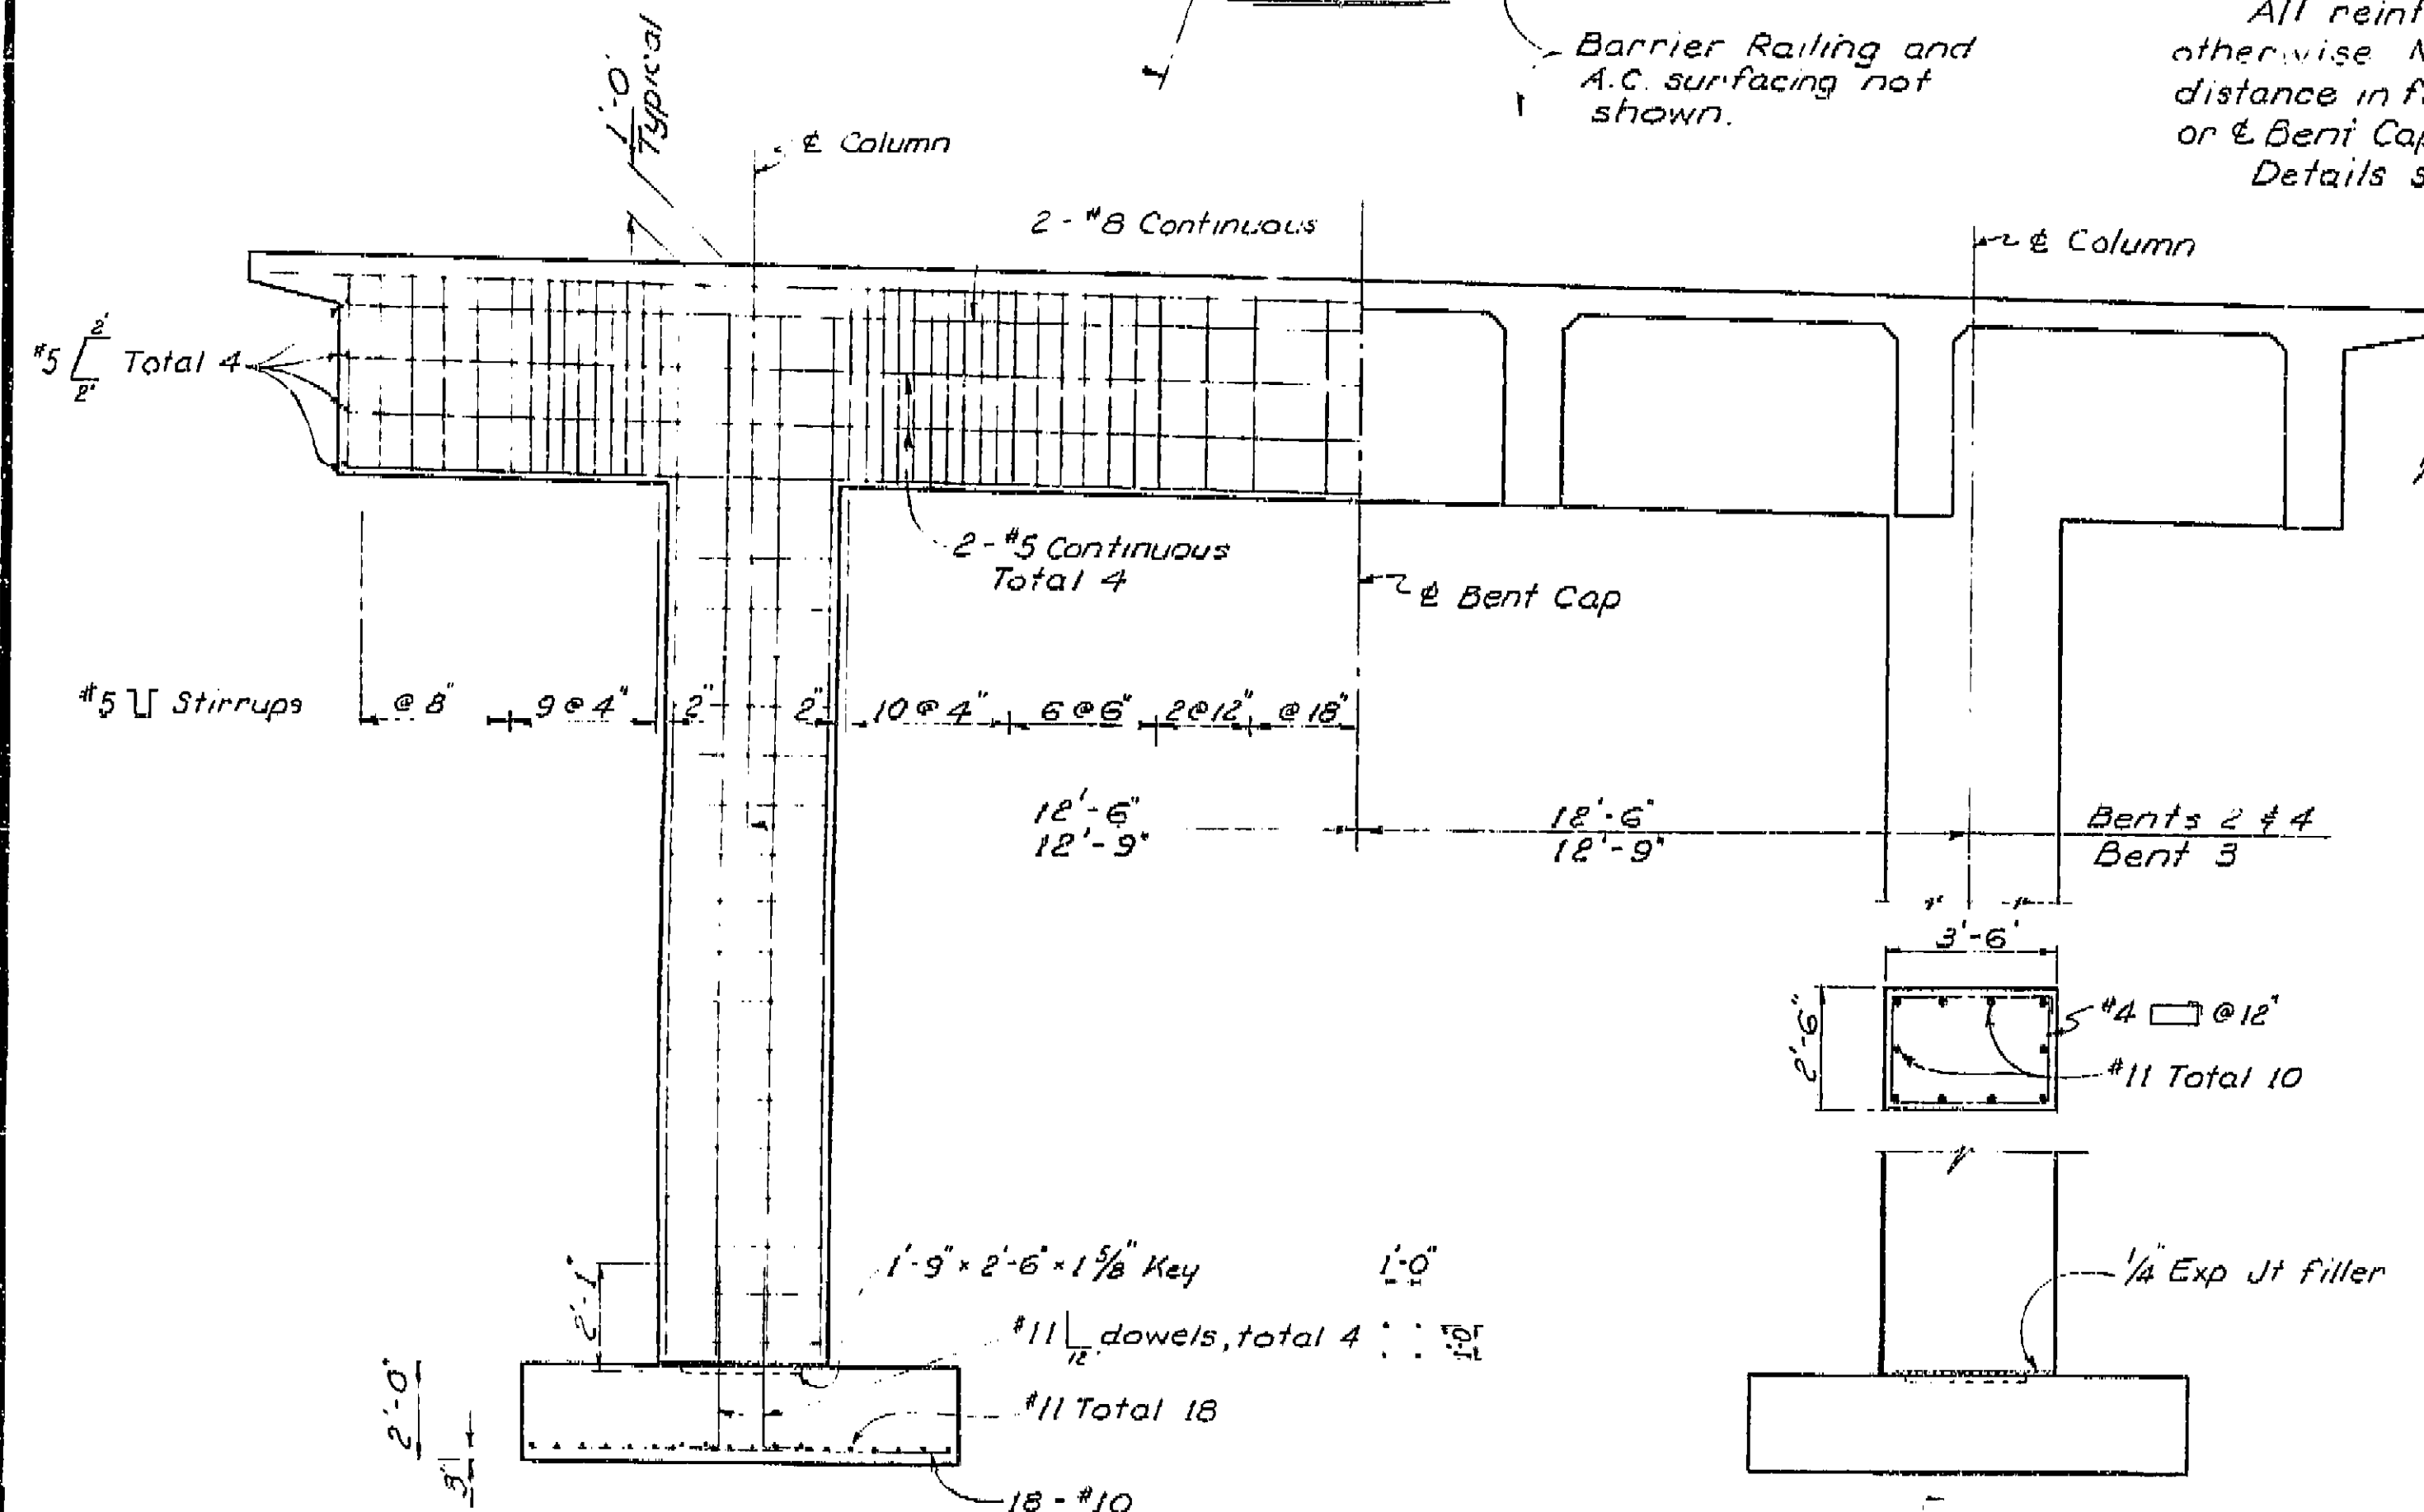 All reinf
otherwise
distance in
or ℄ Bent Cap
Details s
Barrier Railing and
A.C. surfacing not
shown.
1'-0"
Typical
℄ Column
2 - #8 Continuous
℄ Column
#5 2' 2' Total 4
2 - #5 Continuous
Total 4
℄ Bent Cap
#5 Stirrups @ 8" 9 @ 4" 2" 2" 10 @ 4" 6 @ 6" 2 @ 12" @ 18"
12'-6" 12'-6" Bents 2 & 4
12'-9" 12'-9" Bent 3
3'-6"
2'-6"
#4 @ 12"
#11 Total 10
1'-9" x 2'-6" x 1 5/8" Key
1'-0"
1/4" Exp Jt filler
2'-1"
#11 12 dowels, total 4
2'-0"
#11 Total 18
3"
18 - #10